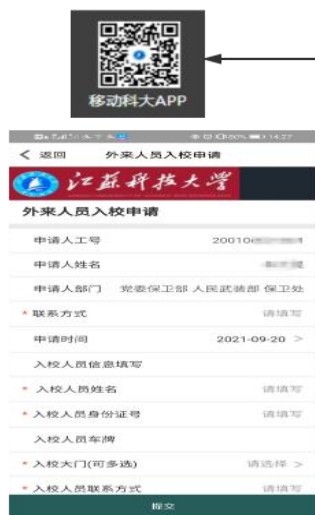 移动科大APP
14:27
< 返回 外来人员入校申请
江苏科技大学
外来人员入校申请
申请人工号 20010
申请人姓名
申请人部门 党委保卫部 人民武装部 保卫处
* 联系方式 请填写
申请时间 2021-09-20 >
入校人员信息填写
* 入校人员姓名 请填写
* 入校人员身份证号 请填写
入校人员车牌
* 入校大门(可多选) 请选择 >
* 入校人员联系方式 请填写
提交